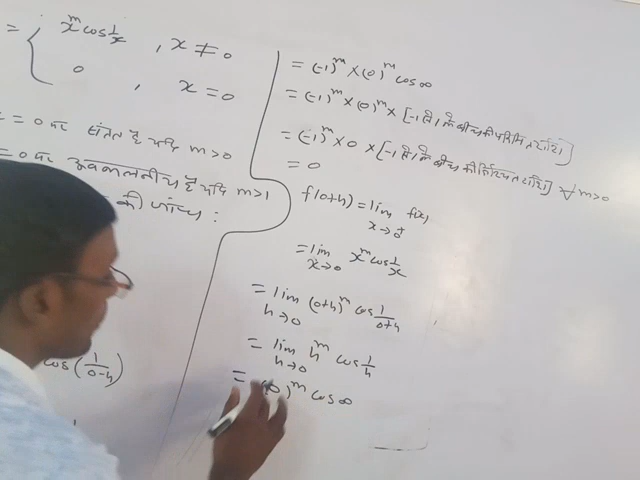 = { x^m cos 1/x , x ≠ 0
0 , x = 0
= 0 पर संतत है यदि m > 0
= 0 पर अवकलनीय है यदि m > 1
की जांच :
cos (1/0-h)
= (-1)^m × (0)^m cos ∞
= (-1)^m × (0)^m × [-1 से 1 के बीच की परिमित राशि]
= (-1)^m × 0 × [-1 से 1 के बीच की निश्चित राशि] ∀ m > 0
= 0
f(0+h) = lim x→0+ f(x)
= lim x→0 x^m cos 1/x
= lim h→0 (0+h)^m cos 1/0+h
= lim h→0 h^m cos 1/h
= (0)^m cos ∞